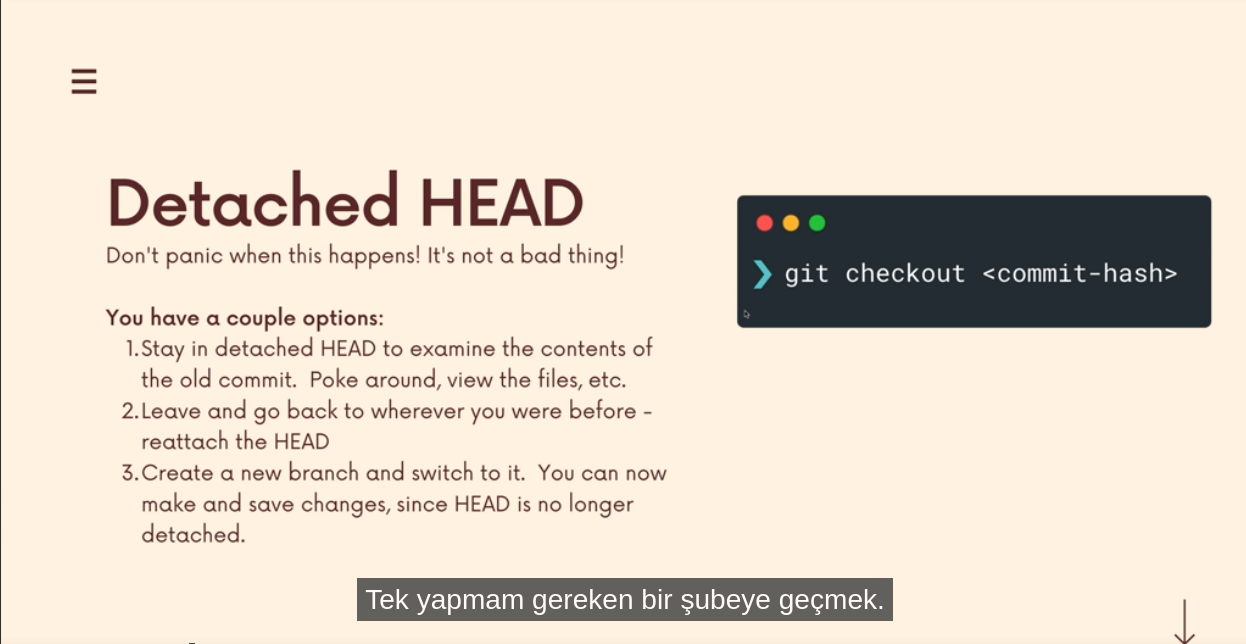 Detached HEAD
Don't panic when this happens! It's not a bad thing!
You have a couple options:
1. Stay in detached HEAD to examine the contents of
the old commit. Poke around, view the files, etc.
2. Leave and go back to wherever you were before -
reattach the HEAD
3. Create a new branch and switch to it. You can now
make and save changes, since HEAD is no longer
detached.
❯ git checkout <commit-hash>
Tek yapmam gereken bir şubeye geçmek.